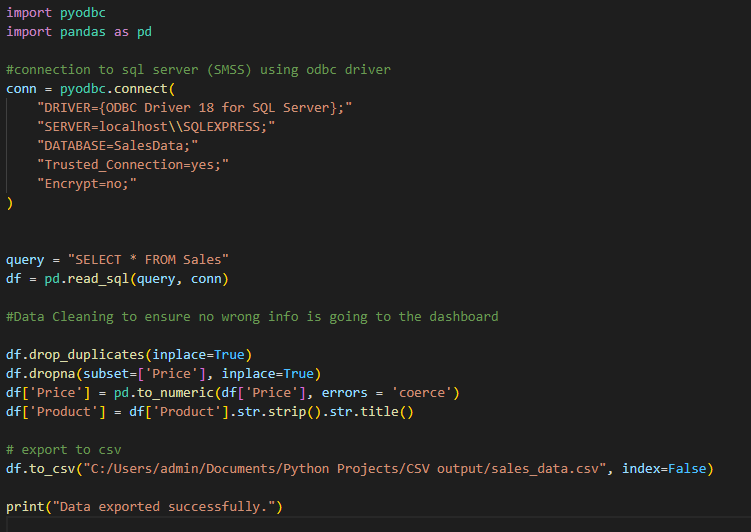 import pyodbc
import pandas as pd
#connection to sql server (SMSS) using odbc driver
conn = pyodbc.connect(
    "DRIVER={ODBC Driver 18 for SQL Server};"
    "SERVER=localhost\\SQLEXPRESS;"
    "DATABASE=SalesData;"
    "Trusted_Connection=yes;"
    "Encrypt=no;"
)
query = "SELECT * FROM Sales"
df = pd.read_sql(query, conn)
#Data Cleaning to ensure no wrong info is going to the dashboard
df.drop_duplicates(inplace=True)
df.dropna(subset=['Price'], inplace=True)
df['Price'] = pd.to_numeric(df['Price'], errors = 'coerce')
df['Product'] = df['Product'].str.strip().str.title()
# export to csv
df.to_csv("C:/Users/admin/Documents/Python Projects/CSV output/sales_data.csv", index=False)
print("Data exported successfully.")